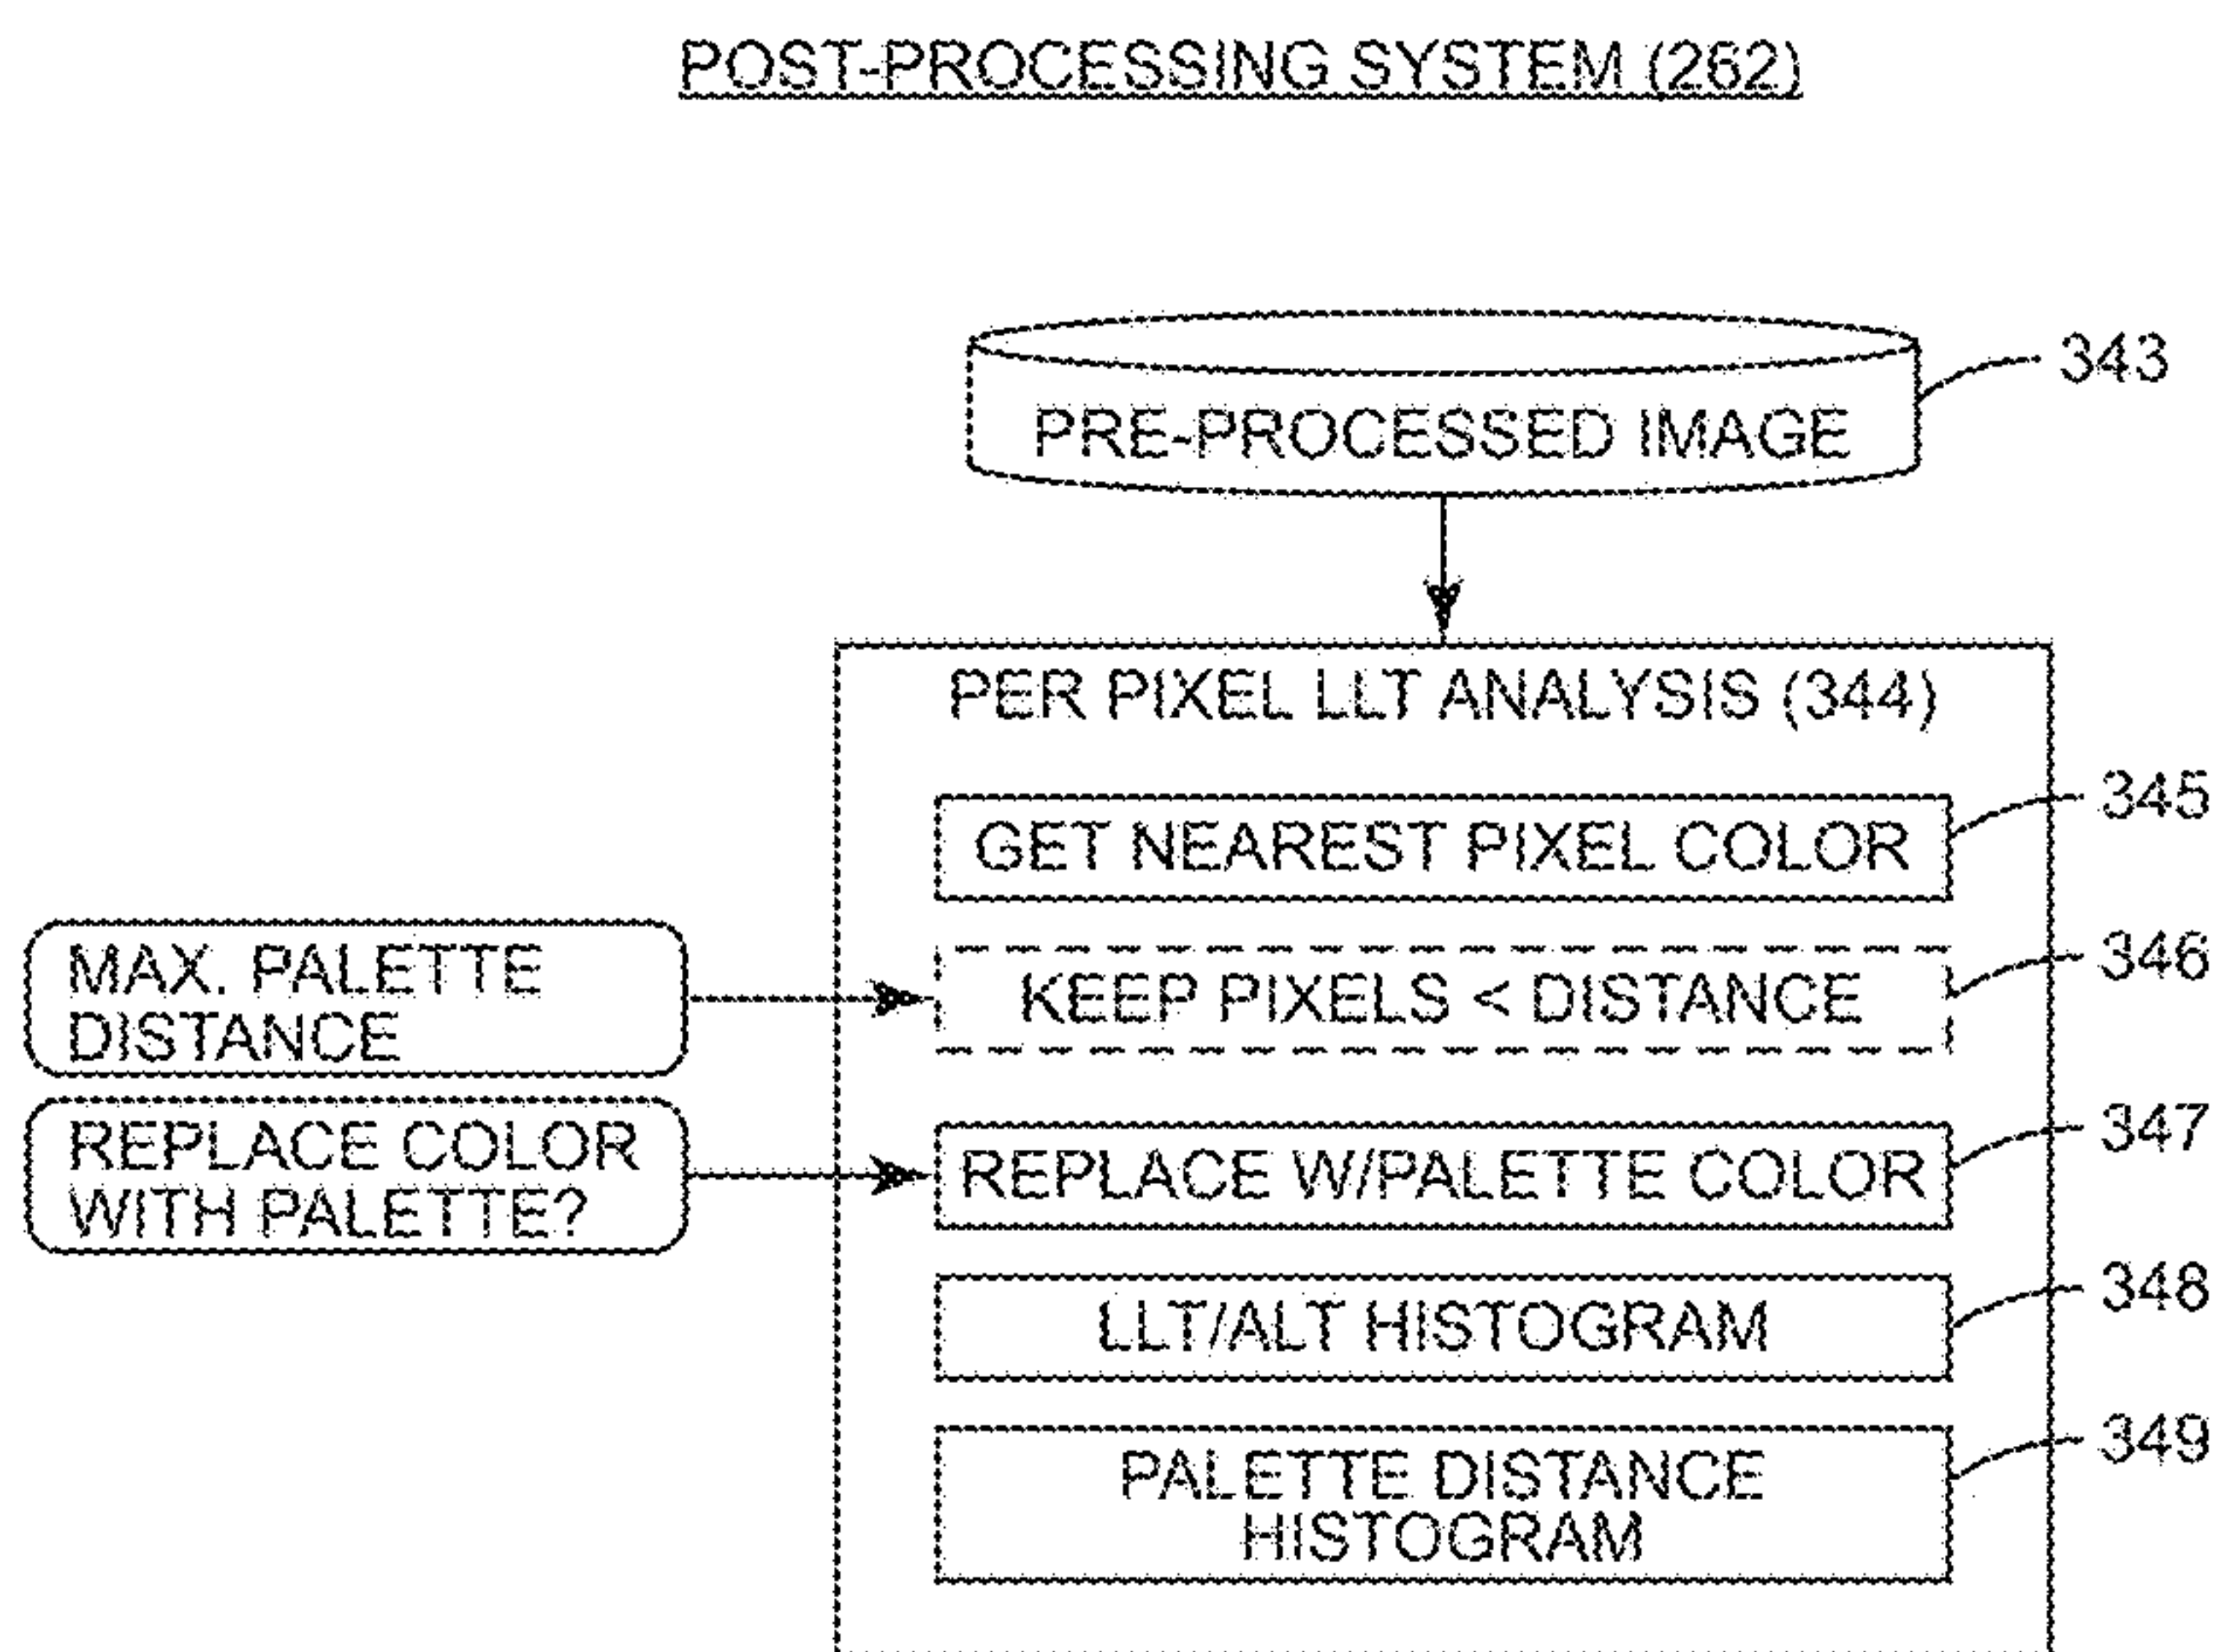 POST-PROCESSING SYSTEM (262)
343
PRE-PROCESSED IMAGE
PER PIXEL LLT ANALYSIS (344)
345
GET NEAREST PIXEL COLOR
MAX. PALETTE
DISTANCE
346
KEEP PIXELS < DISTANCE
REPLACE COLOR
WITH PALETTE?
347
REPLACE W/PALETTE COLOR
348
LLT/ALT HISTOGRAM
349
PALETTE DISTANCE
HISTOGRAM